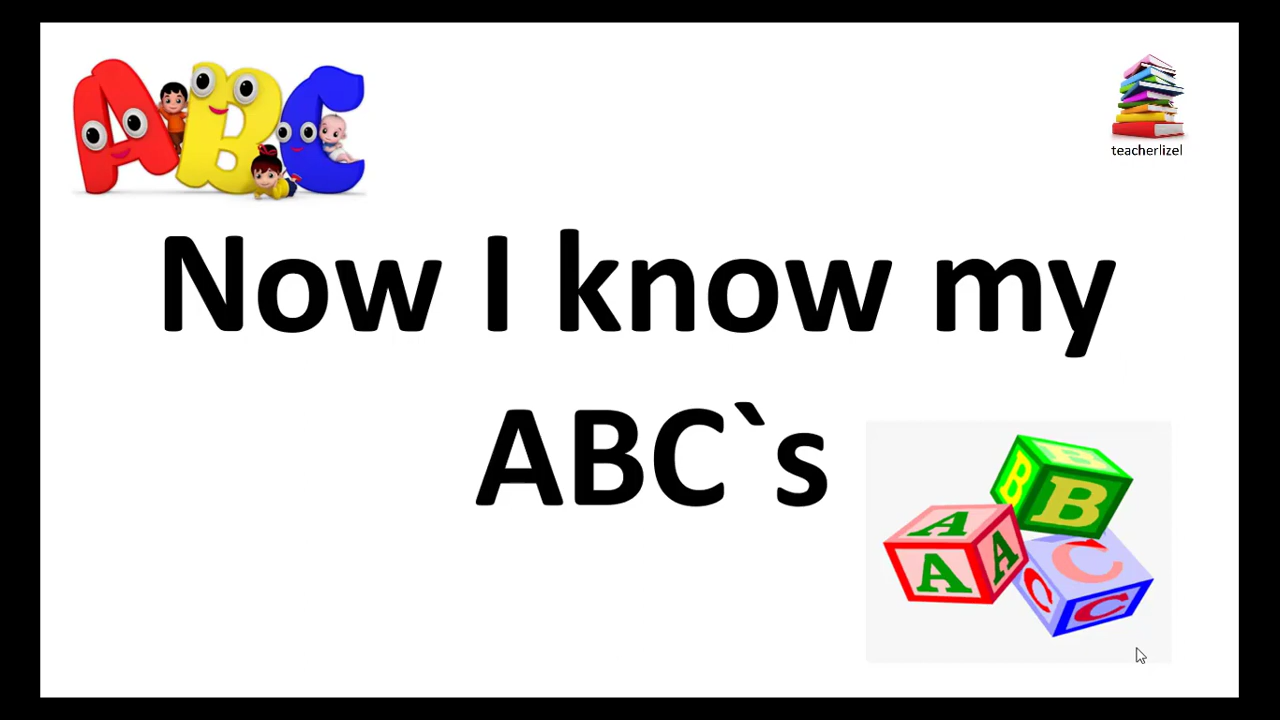 ABC
teacherlizel
Now I know my
ABC`s
B B B
A A A
C C C